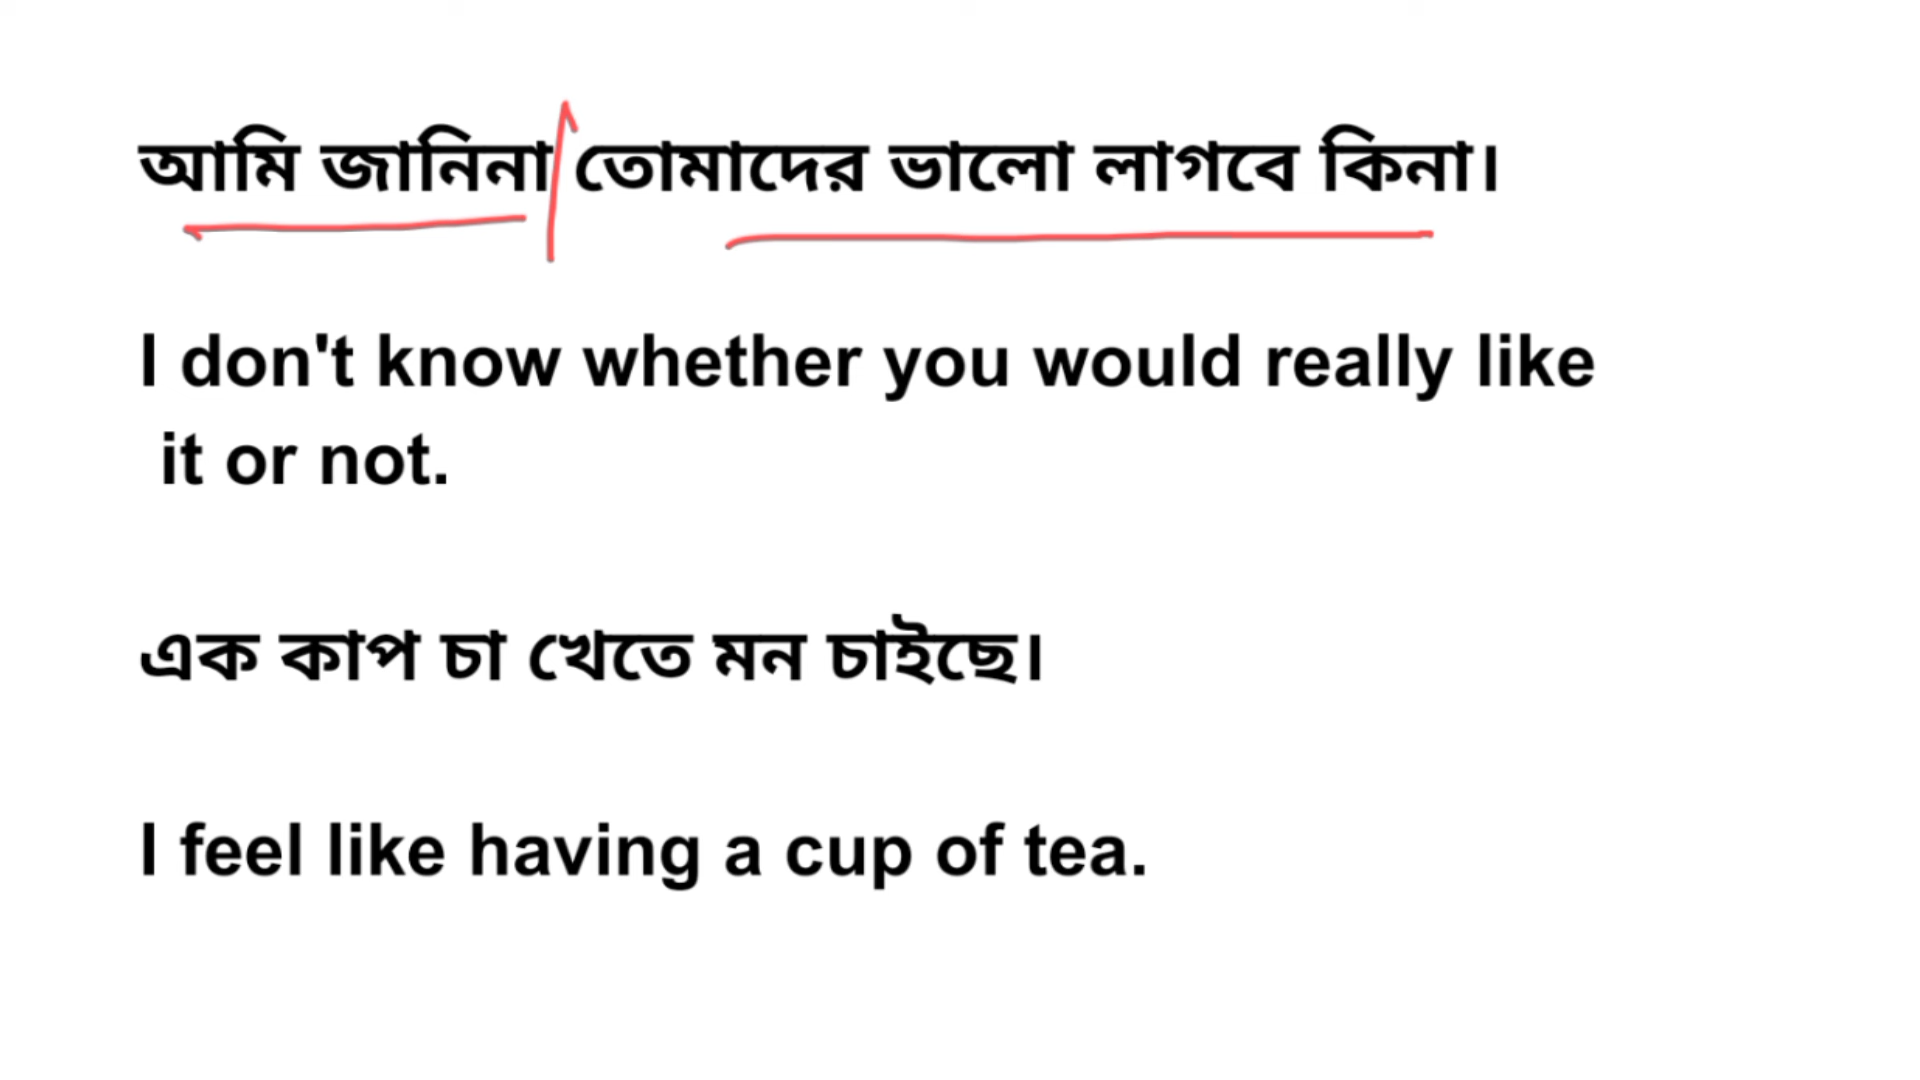 আমি জানিনা তোমাদের ভালো লাগবে কিনা।
I don't know whether you would really like
it or not.
এক কাপ চা খেতে মন চাইছে।
I feel like having a cup of tea.